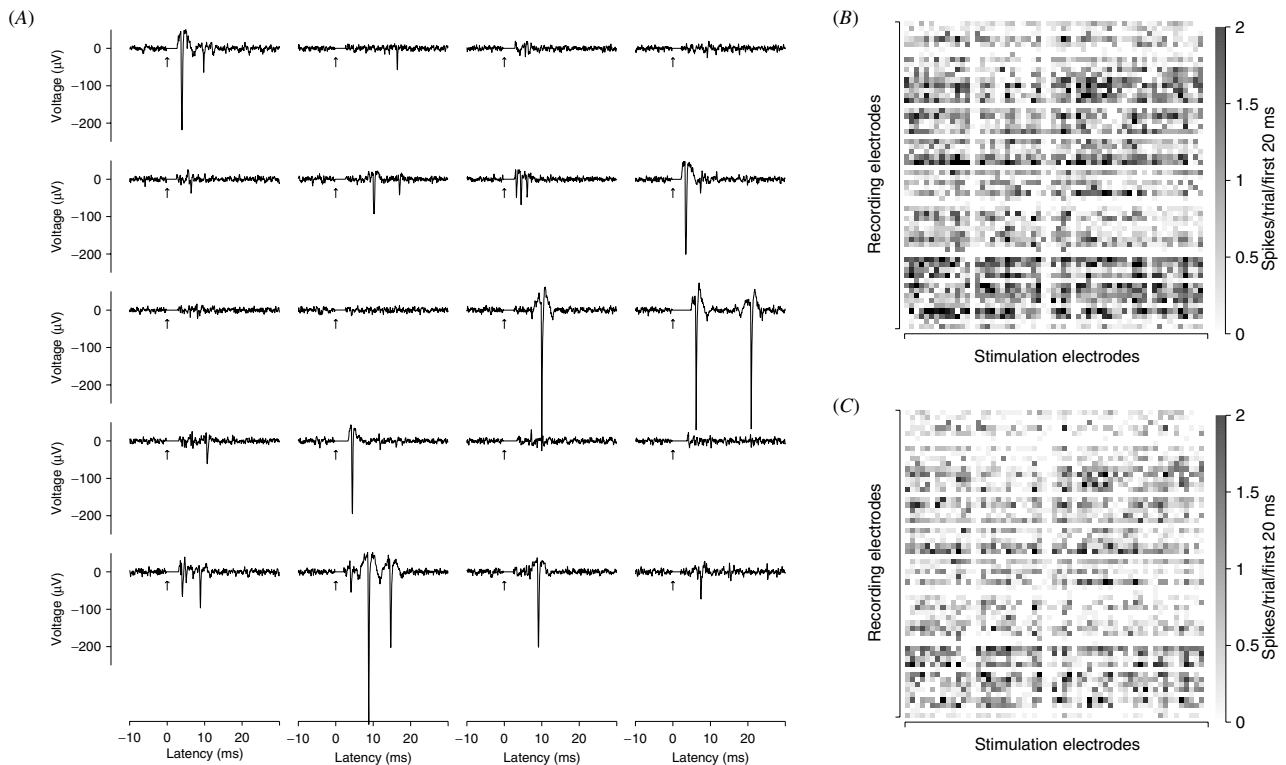 (A)
Voltage (µV)
0
−100
−200
Voltage (µV)
0
−100
−200
Voltage (µV)
0
−100
−200
Voltage (µV)
0
−100
−200
Voltage (µV)
0
−100
−200
−10 0 10 20
Latency (ms)
−10 0 10 20
Latency (ms)
−10 0 10 20
Latency (ms)
−10 0 10 20
Latency (ms)
(B)
Recording electrodes
Stimulation electrodes
2
1.5
1
0.5
0
Spikes/trial/first 20 ms
(C)
Recording electrodes
Stimulation electrodes
2
1.5
1
0.5
0
Spikes/trial/first 20 ms